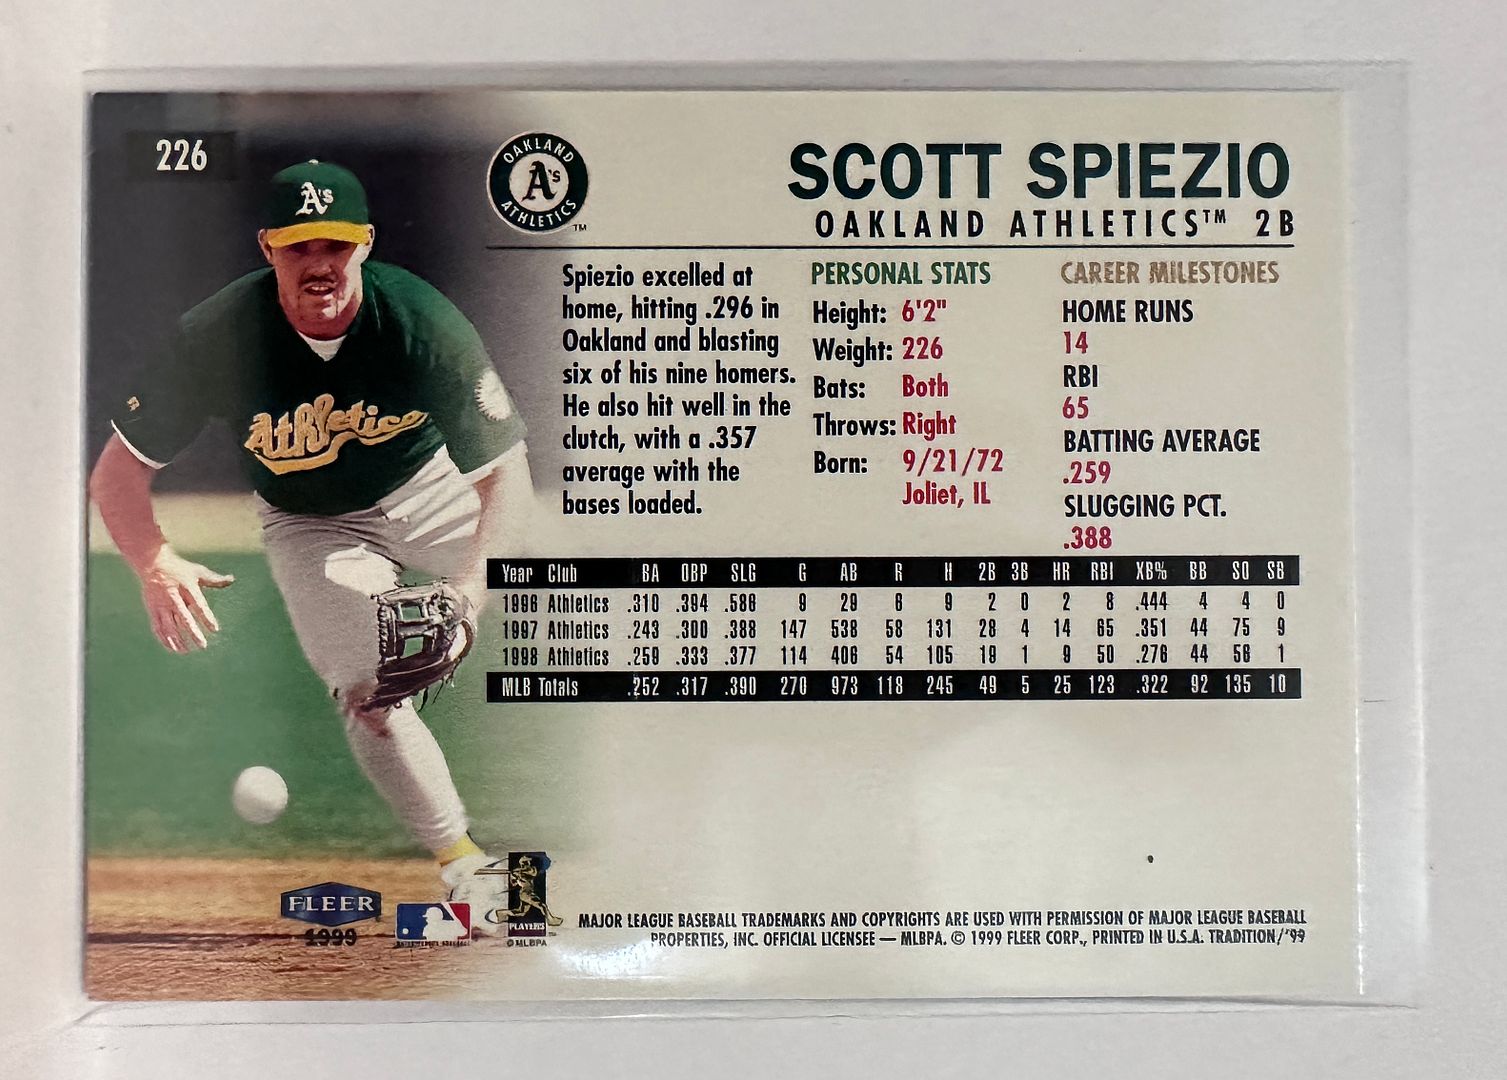 226
A's
OAKLAND
A's
ATHLETICS
TM
SCOTT SPIEZIO
OAKLAND ATHLETICS™ 2B
Athletics
Spiezio excelled at
home, hitting .296 in
Oakland and blasting
six of his nine homers.
He also hit well in the
clutch, with a .357
average with the
bases loaded.
PERSONAL STATS
Height: 6'2"
Weight: 226
Bats: Both
Throws: Right
Born: 9/21/72
Joliet, IL
CAREER MILESTONES
HOME RUNS
14
RBI
65
BATTING AVERAGE
.259
SLUGGING PCT.
.388
Year Club BA OBP SLG G AB R H 2B 3B HR RBI XB% BB SO SB
1996 Athletics .310 .394 .586 9 29 6 9 2 0 2 8 .444 4 4 0
1997 Athletics .243 .300 .388 147 538 58 131 28 4 14 65 .351 44 75 9
1998 Athletics .259 .333 .377 114 406 54 105 19 1 9 50 .276 44 56 1
MLB Totals .252 .317 .390 270 973 118 245 49 5 25 123 .322 92 135 10
FLEER
1999
PLAYERS
© MLBPA
MAJOR LEAGUE BASEBALL TRADEMARKS AND COPYRIGHTS ARE USED WITH PERMISSION OF MAJOR LEAGUE BASEBALL
PROPERTIES, INC. OFFICIAL LICENSEE — MLBPA. © 1999 FLEER CORP., PRINTED IN U.S.A. TRADITION/'99